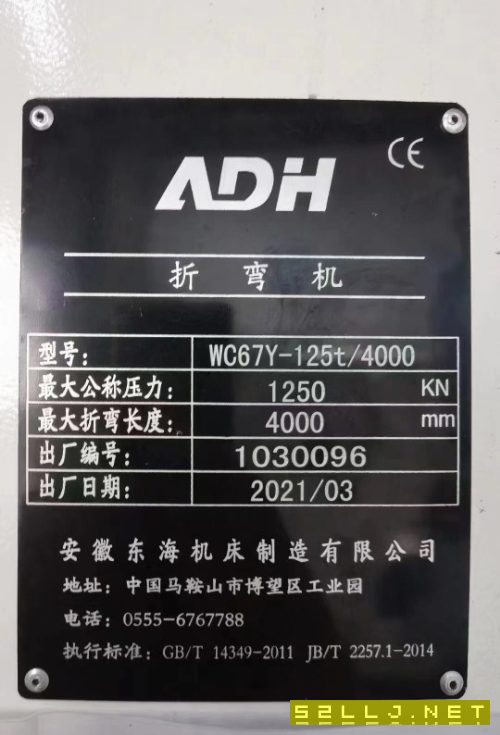 ADH
CE
折弯机
型号： WC67Y-125t/4000
最大公称压力： 1250 KN
最大折弯长度： 4000 mm
出厂编号： 1030096
出厂日期： 2021/03
安徽东海机床制造有限公司
地址：中国马鞍山市博望区工业园
电话：0555-6767788
执行标准：GB/T 14349-2011 JB/T 2257.1-2014
52LLJ.NET